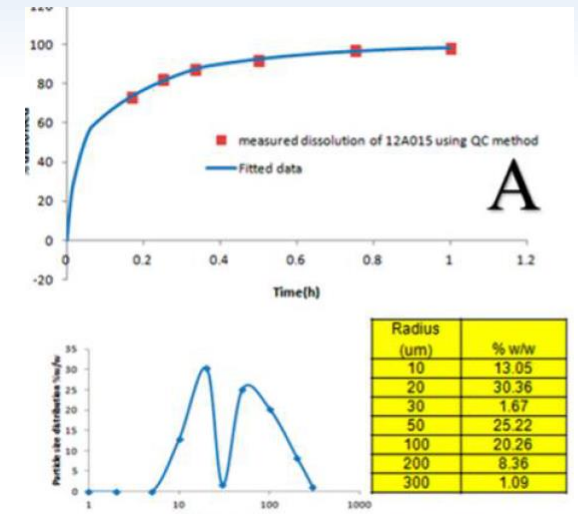 100
80
60
40
20
0
-20
0 0.2 0.4 0.6 0.8 1 1.2
measured dissolution of 12A015 using QC method
Fitted data
A
Time(h)
Particle size distribution %w/w
35
30
25
20
15
10
5
0
1 10 100 1000
Radius
(um) % w/w
10 13.05
20 30.36
30 1.67
50 25.22
100 20.26
200 8.36
300 1.09